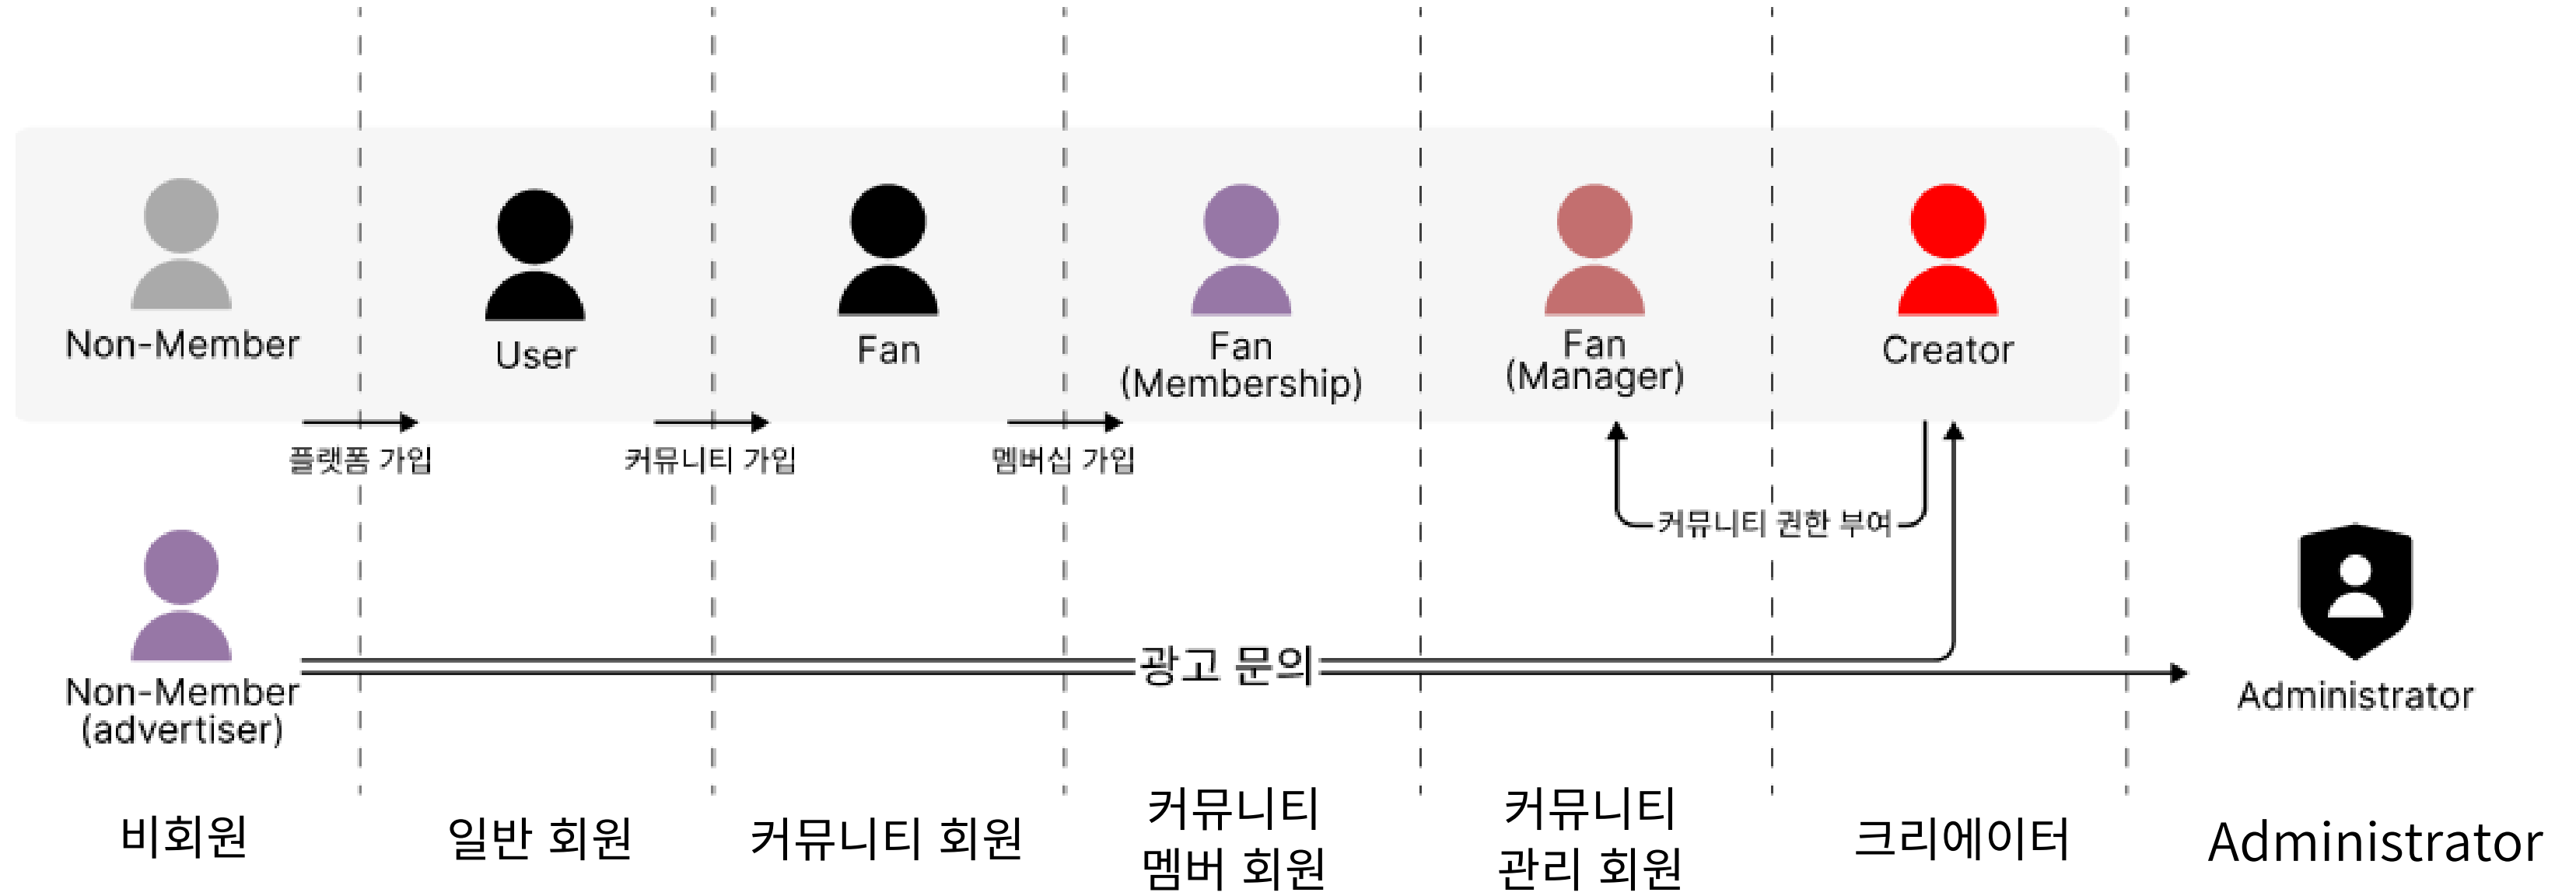 Non-Member
User
Fan
Fan
(Membership)
Fan
(Manager)
Creator
플랫폼 가입
커뮤니티 가입
멤버십 가입
커뮤니티 권한 부여
광고 문의
Non-Member
(advertiser)
Administrator
비회원
일반 회원
커뮤니티 회원
커뮤니티
멤버 회원
커뮤니티
관리 회원
크리에이터
Administrator